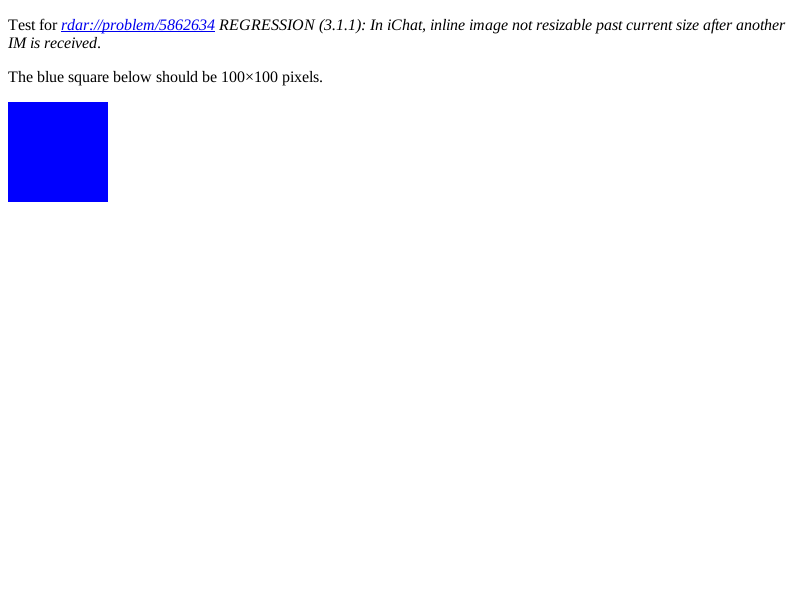 Test for rdar://problem/5862634 REGRESSION (3.1.1): In iChat, inline image not resizable past current size after another
IM is received.
The blue square below should be 100×100 pixels.